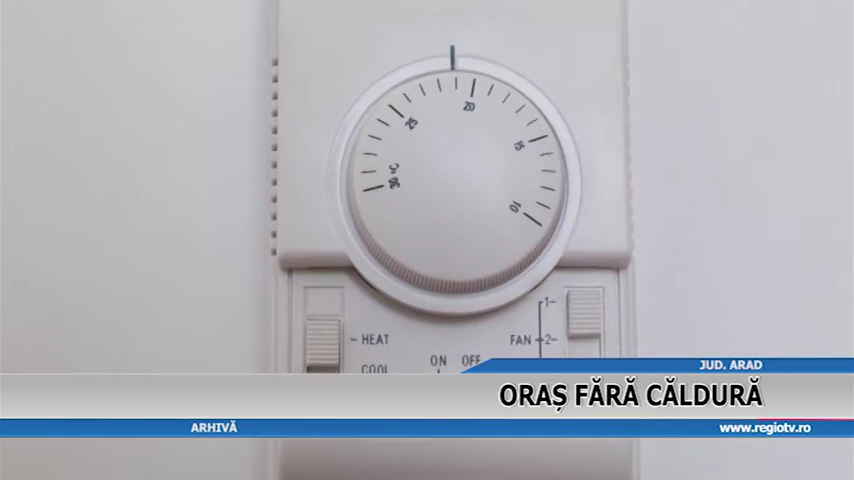 20
25
15
30 °C
10
1-
HEAT
FAN
2-
COOL
ON OFF
JUD. ARAD
ORAȘ FĂRĂ CĂLDURĂ
ARHIVĂ
www.regiotv.ro